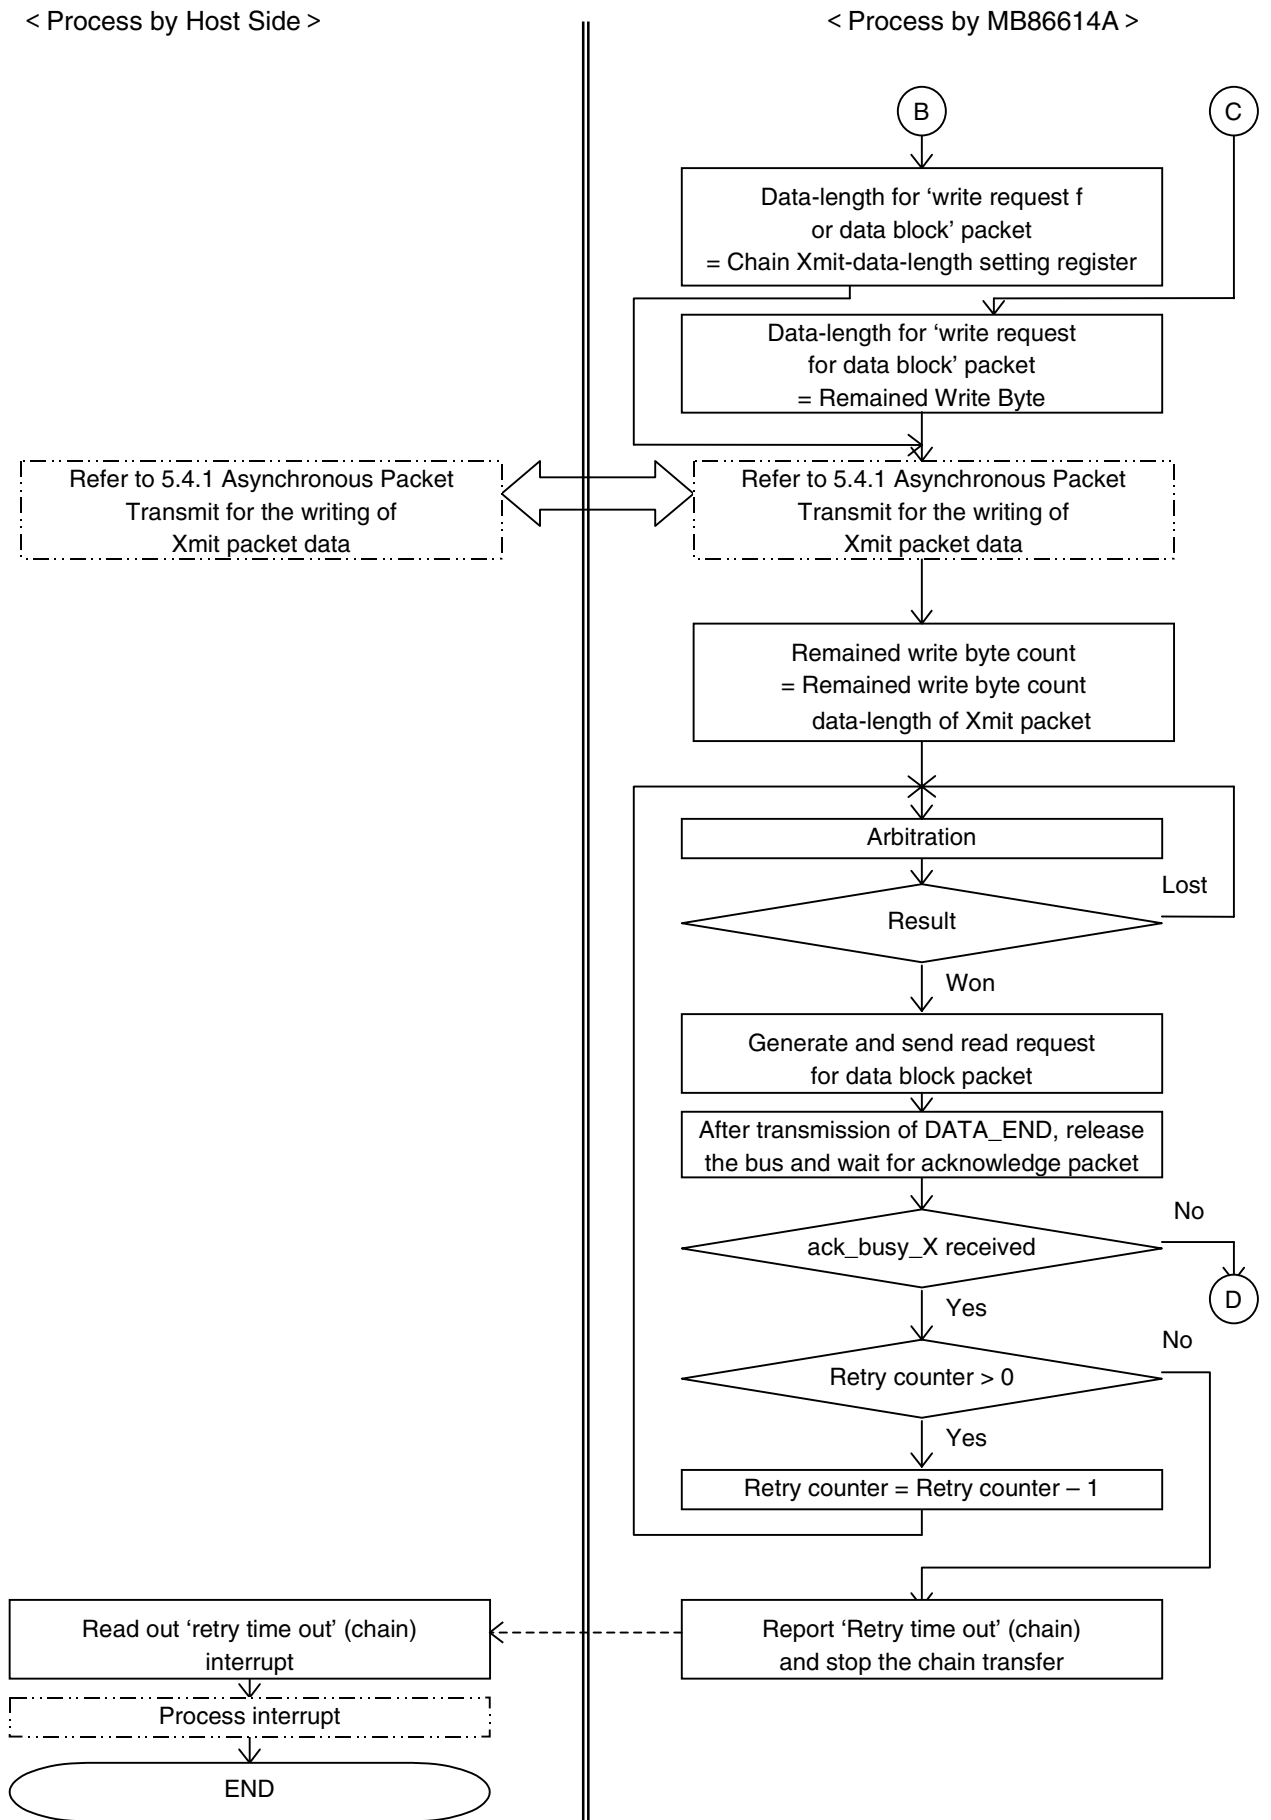 < Process by Host Side >
< Process by MB86614A >
B
C
Data-length for ‘write request f
or data block’ packet
= Chain Xmit-data-length setting register
Data-length for ‘write request
for data block’ packet
= Remained Write Byte
Refer to 5.4.1 Asynchronous Packet
Transmit for the writing of
Xmit packet data
Refer to 5.4.1 Asynchronous Packet
Transmit for the writing of
Xmit packet data
Remained write byte count
= Remained write byte count
data-length of Xmit packet
Arbitration
Lost
Result
Won
Generate and send read request
for data block packet
After transmission of DATA_END, release
the bus and wait for acknowledge packet
No
ack_busy_X received
D
Yes
No
Retry counter > 0
Yes
Retry counter = Retry counter – 1
Read out ‘retry time out’ (chain)
interrupt
Report ‘Retry time out’ (chain)
and stop the chain transfer
Process interrupt
END